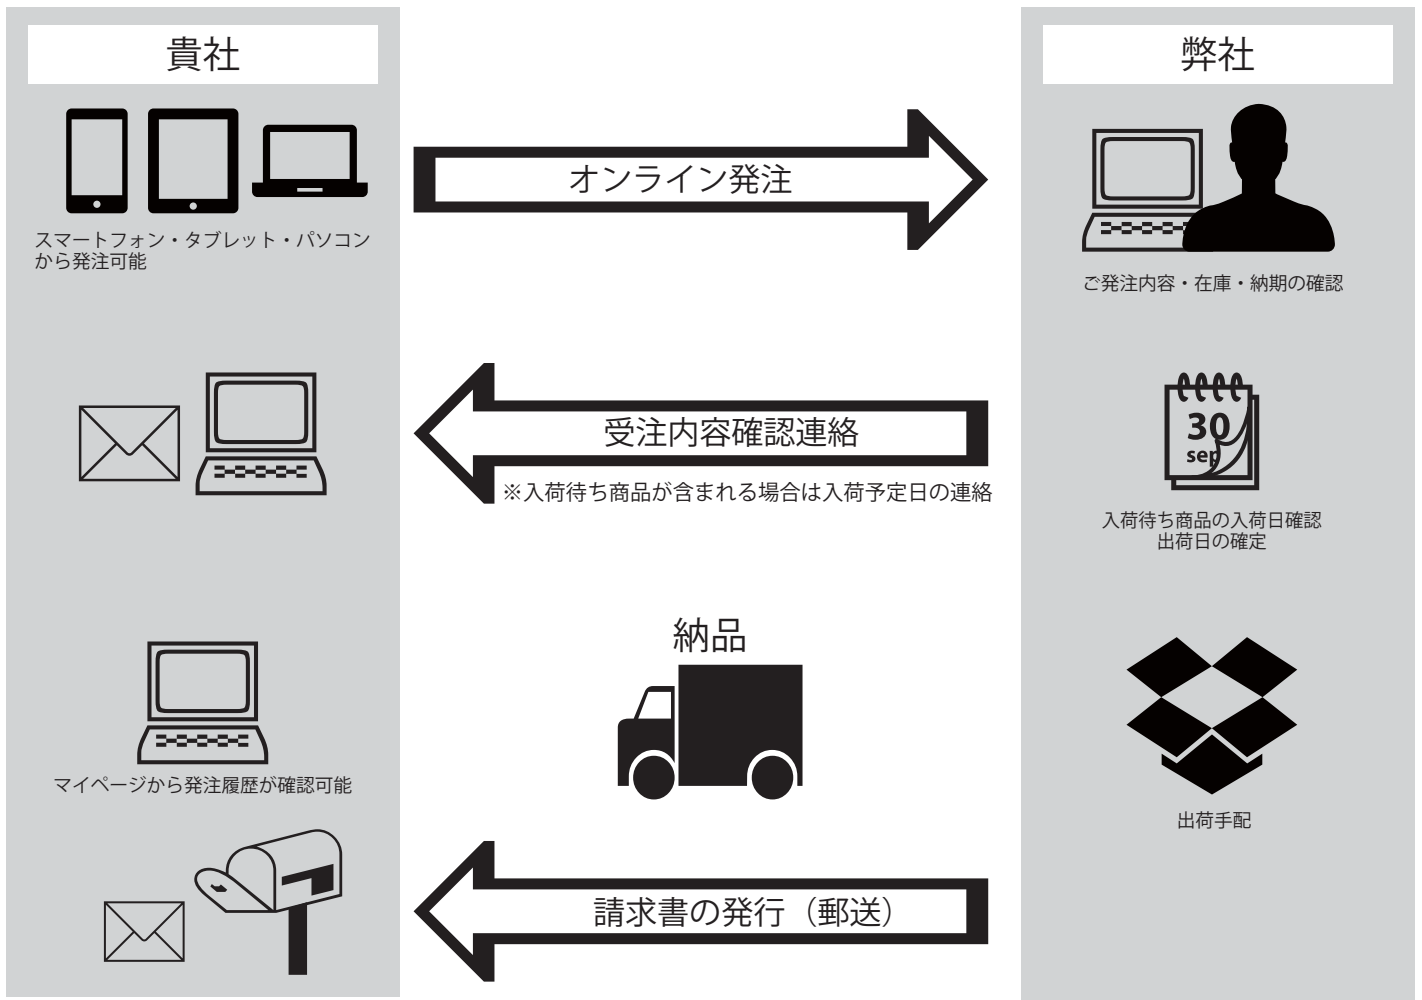 貴社
弊社
オンライン発注
スマートフォン・タブレット・パソコン
から発注可能
ご発注内容・在庫・納期の確認
受注内容確認連絡
※入荷待ち商品が含まれる場合は入荷予定日の連絡
30
sep
入荷待ち商品の入荷日確認
出荷日の確定
納品
マイページから発注履歴が確認可能
出荷手配
請求書の発行（郵送）